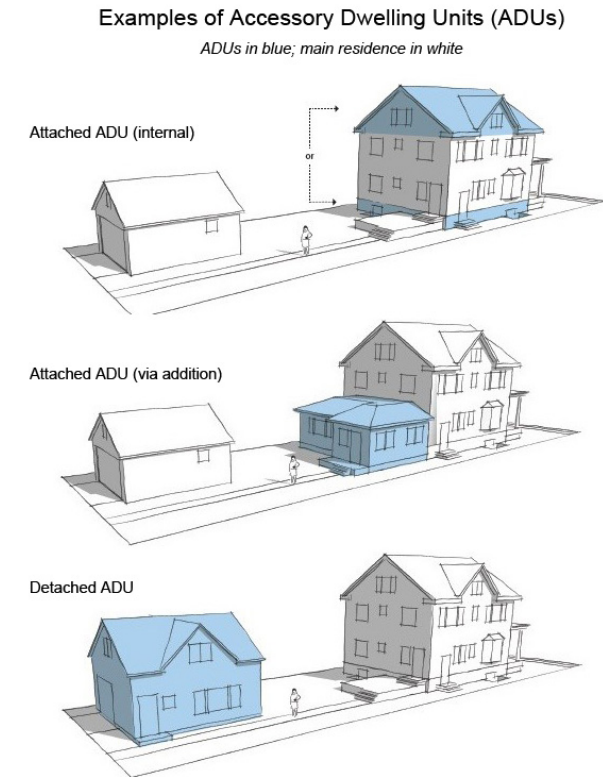 Examples of Accessory Dwelling Units (ADUs)
ADUs in blue; main residence in white
Attached ADU (internal)
or
Attached ADU (via addition)
Detached ADU